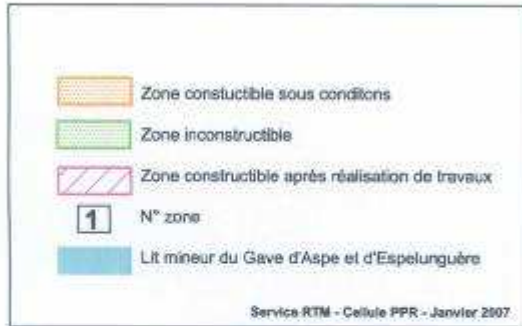 Zone constuctible sous conditons
Zone inconstructible
Zone constructible après réalisation de travaux
1 N° zone
Lit mineur du Gave d'Aspe et d'Espelunguère
Service RTM - Cellule PPR - Janvier 2007